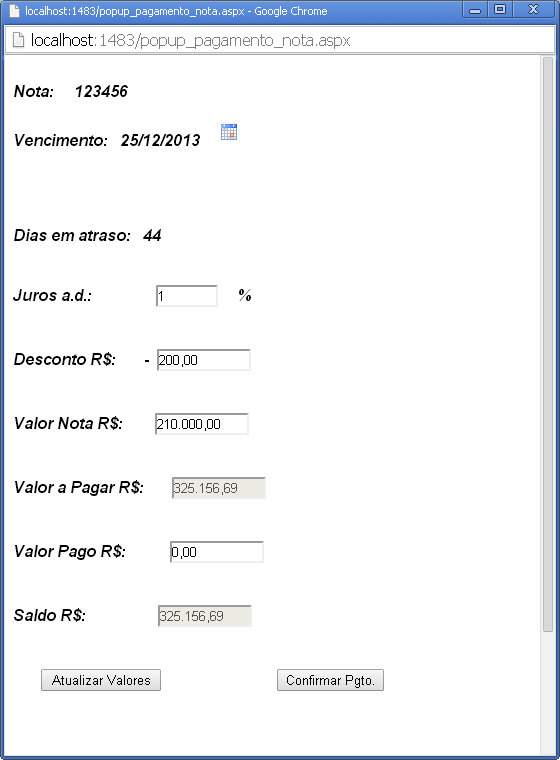 localhost:1483/popup_pagamento_nota.aspx - Google Chrome
localhost:1483/popup_pagamento_nota.aspx
Nota: 123456
Vencimento: 25/12/2013
Dias em atraso: 44
Juros a.d.: 1 %
Desconto R$: - 200,00
Valor Nota R$: 210.000,00
Valor a Pagar R$: 325.156,69
Valor Pago R$: 0,00
Saldo R$: 325.156,69
Atualizar Valores Confirmar Pgto.